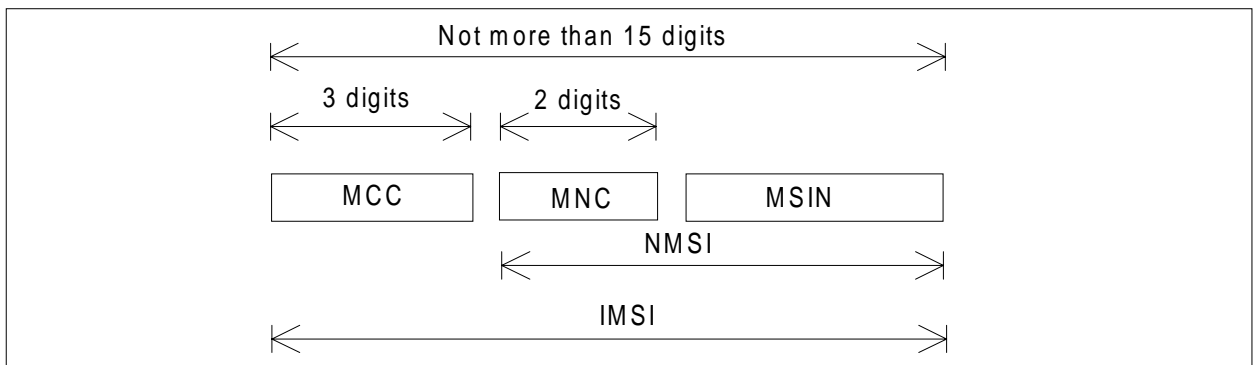 Not more than 15 digits
3 digits 2 digits
MCC MNC MSIN
NMSI
IMSI